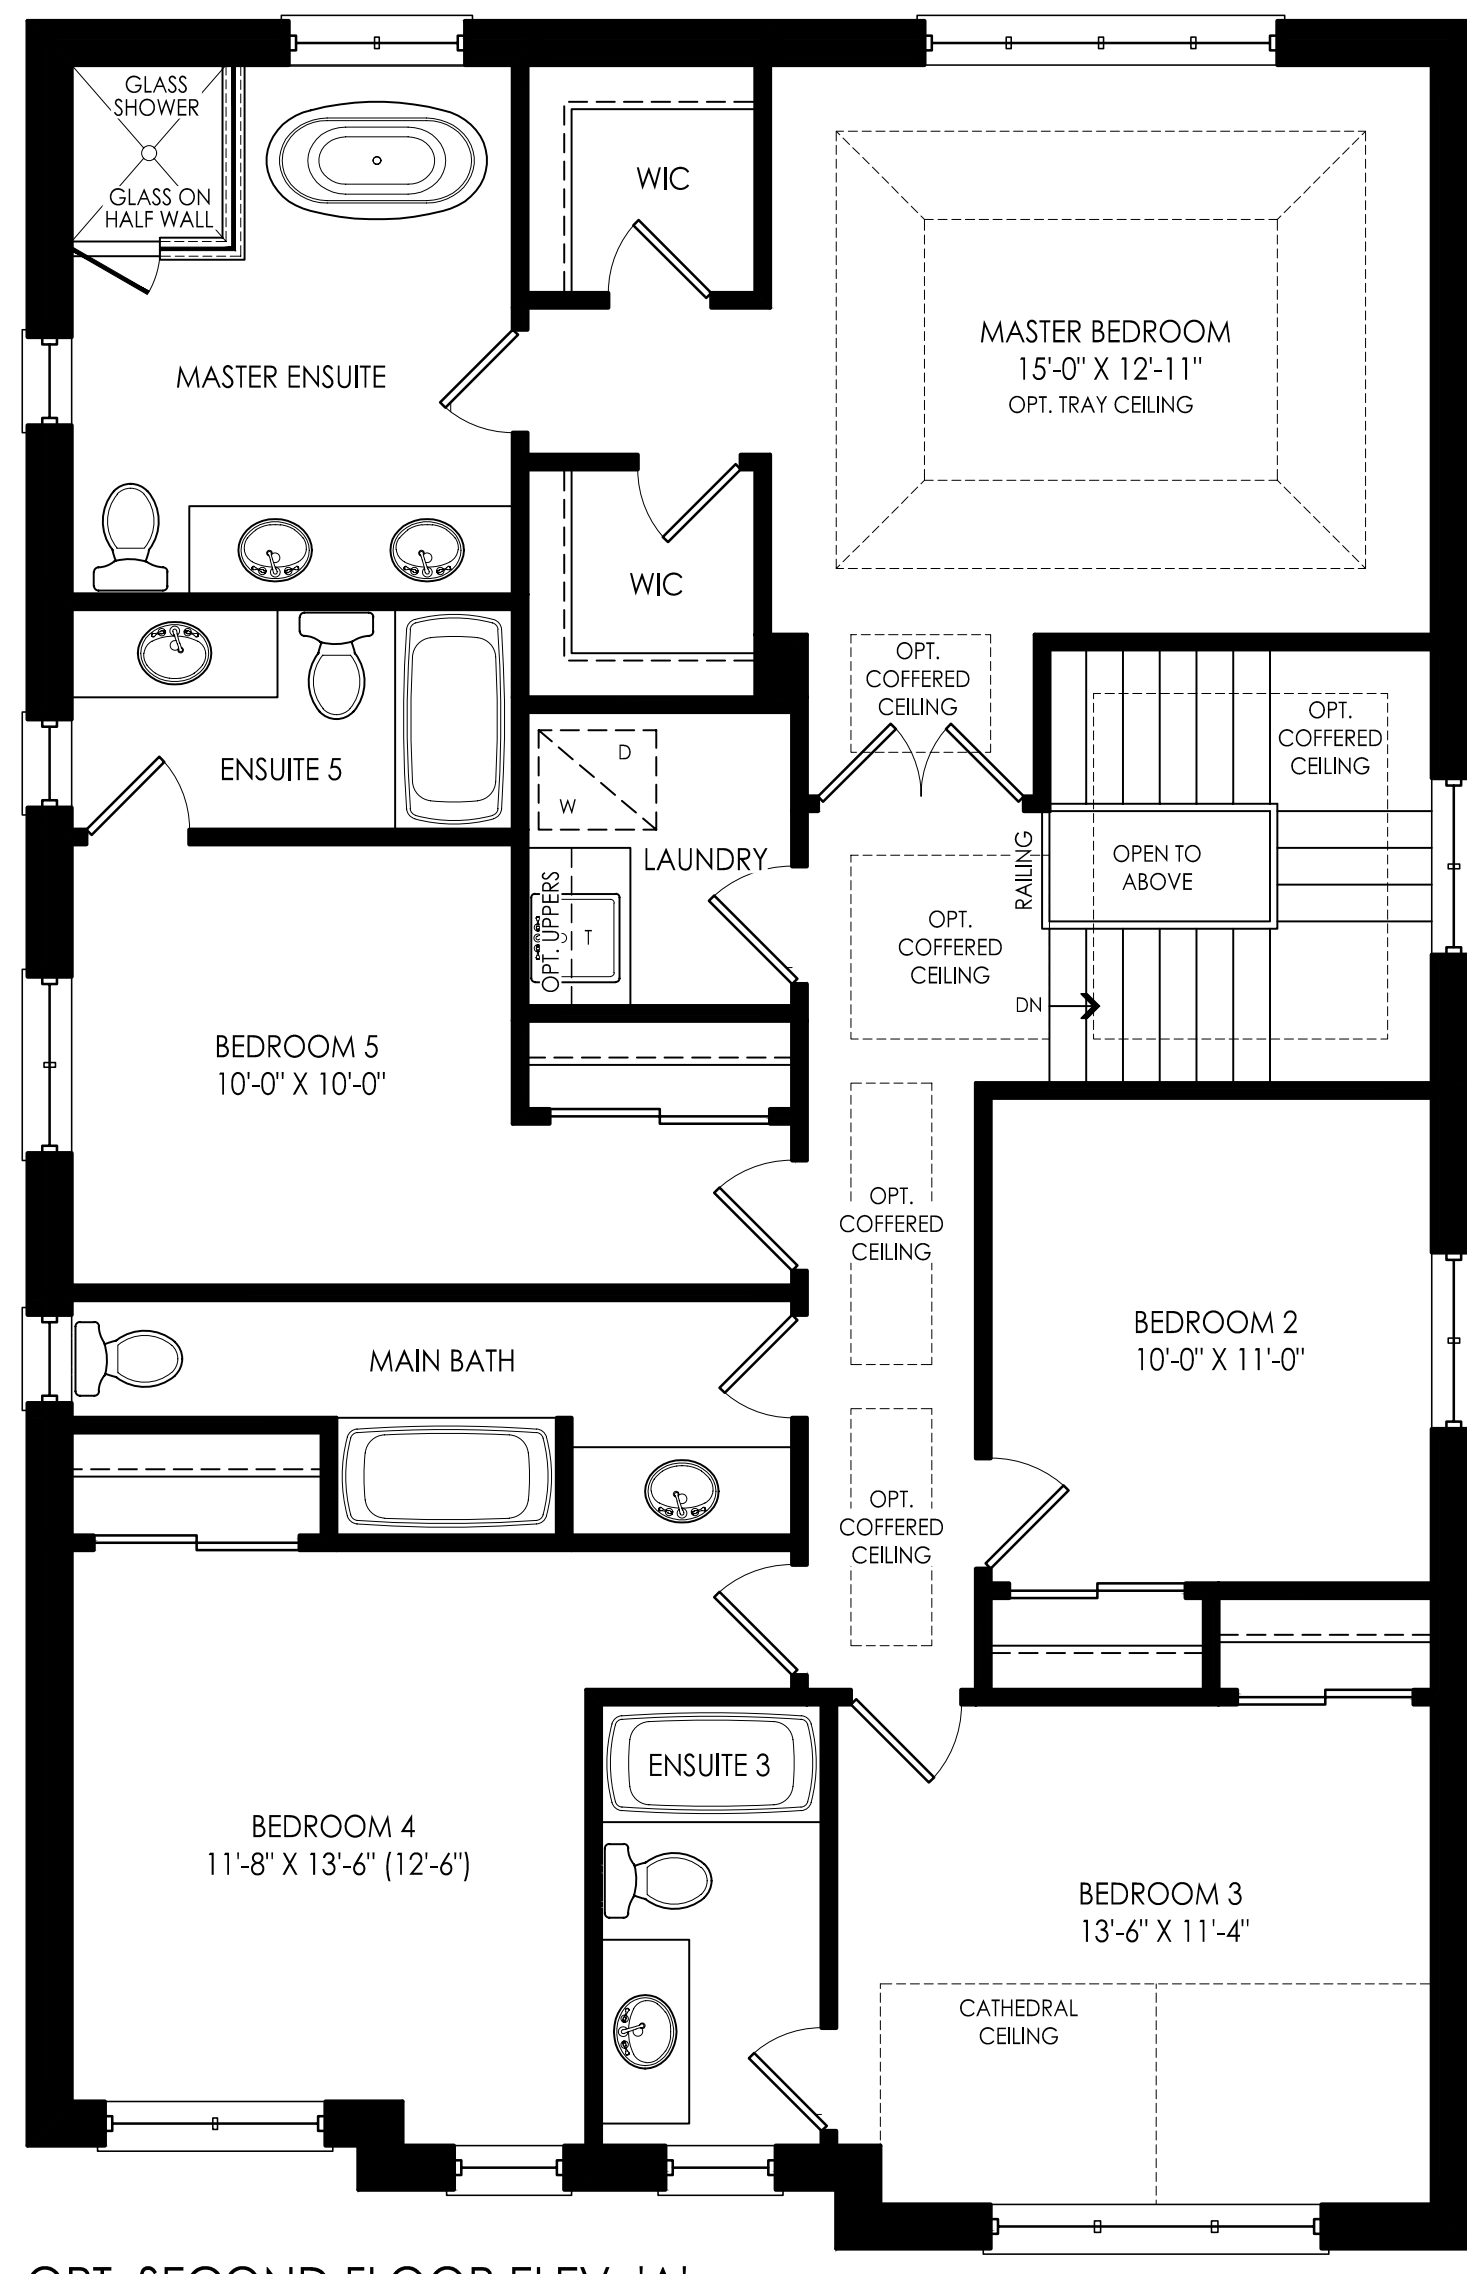 GLASS
SHOWER
GLASS ON
HALF WALL
WIC
MASTER BEDROOM
15'-0" X 12'-11"
OPT. TRAY CEILING
MASTER ENSUITE
WIC
OPT.
COFFERED
CEILING
OPT.
COFFERED
CEILING
ENSUITE 5
D
W
LAUNDRY
OPT. UPPERS
T
RAILING
OPEN TO
ABOVE
OPT.
COFFERED
CEILING
DN
BEDROOM 5
10'-0" X 10'-0"
OPT.
COFFERED
CEILING
BEDROOM 2
10'-0" X 11'-0"
MAIN BATH
OPT.
COFFERED
CEILING
ENSUITE 3
BEDROOM 4
11'-8" X 13'-6" (12'-6")
BEDROOM 3
13'-6" X 11'-4"
CATHEDRAL
CEILING
OPT. SECOND FLOOR ELEV. 'A'